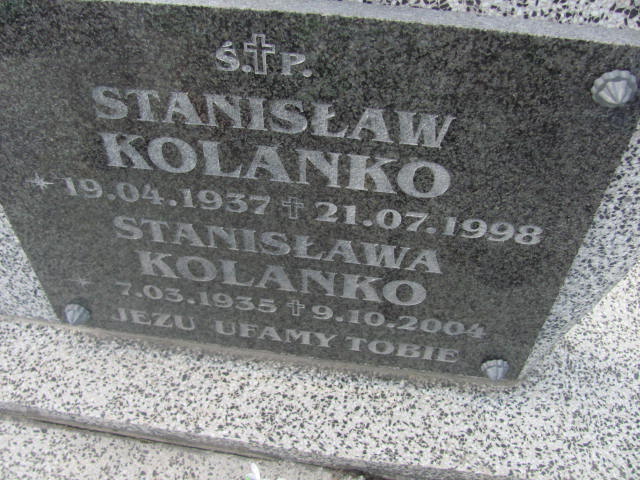 Ś.†P.
STANISŁAW
KOLANKO
* 19.04.1937 † 21.07.1998
STANISŁAWA
KOLANKO
* 7.03.1935 † 9.10.2004
JEZU UFAMY TOBIE